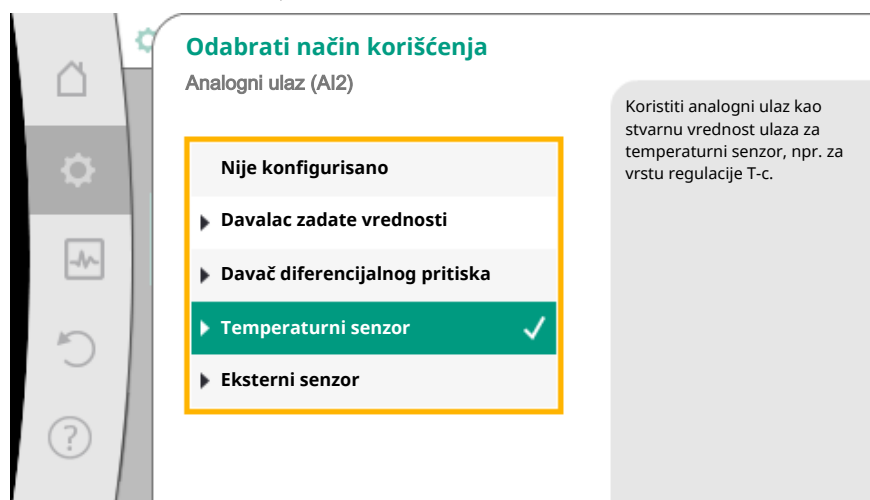 Odabrati način korišćenja
Analogni ulaz (AI2)
Nije konfigurisano
Davalac zadate vrednosti
Davač diferencijalnog pritiska
Temperaturni senzor
Eksterni senzor
Koristiti analogni ulaz kao
stvarnu vrednost ulaza za
temperaturni senzor, npr. za
vrstu regulacije T-c.